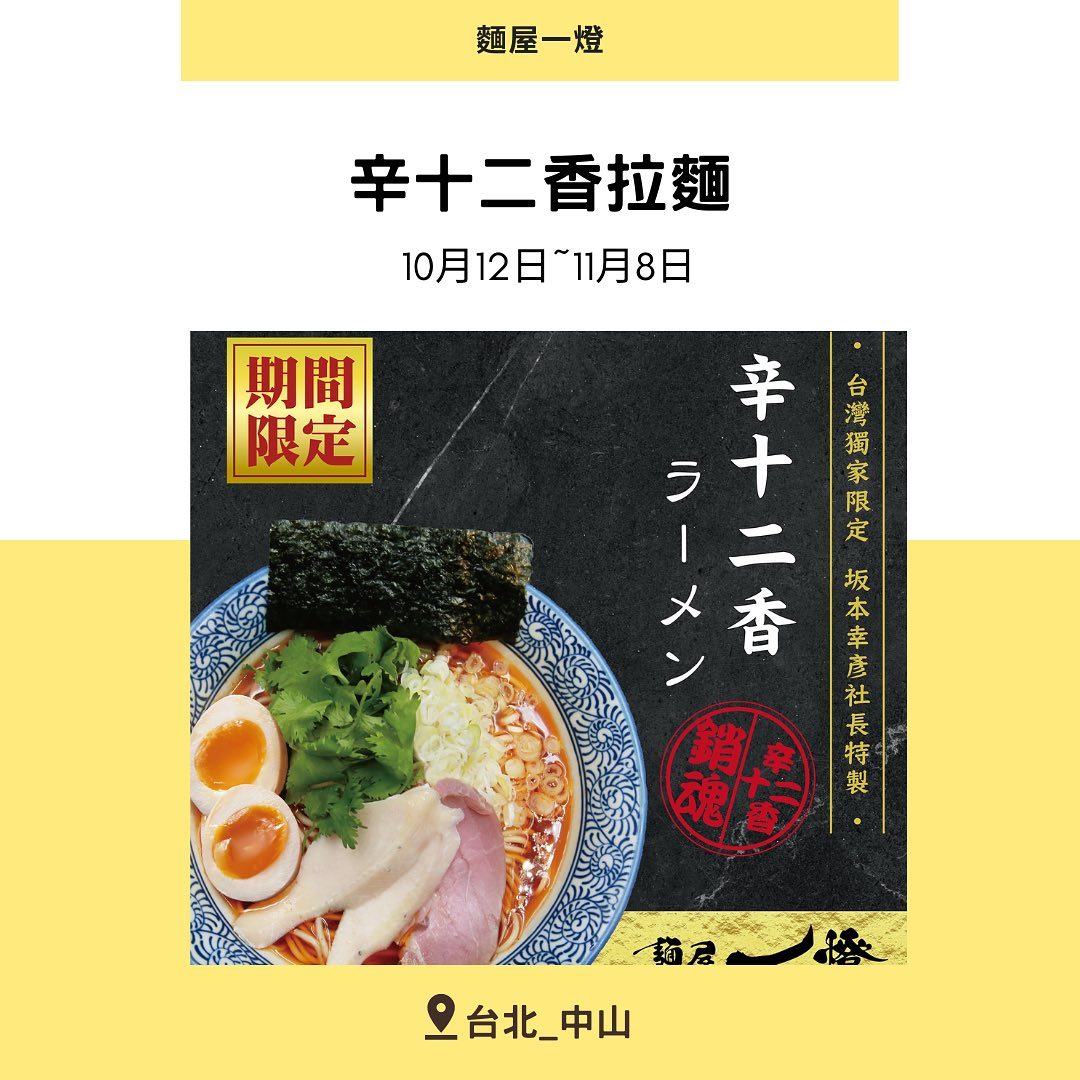 麵屋一燈
辛十二香拉麵
10月12日~11月8日
期間
限定
辛十二香
ラーメン
• 台灣獨家限定 坂本幸彥社長特製 •
銷魂
辛十二香
麵屋一燈
台北_中山